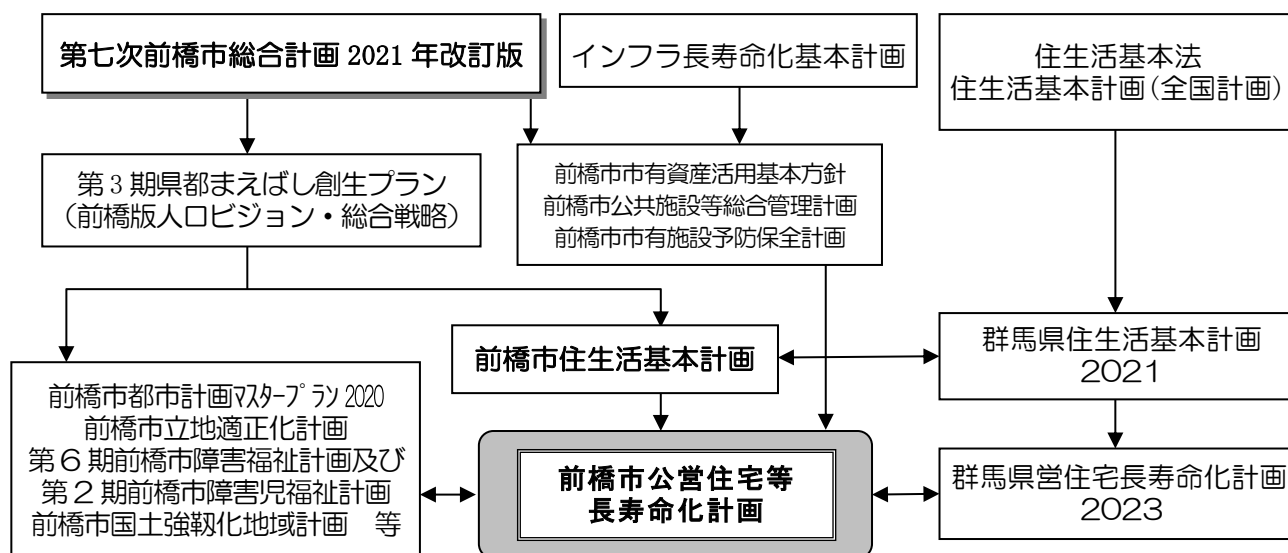 第七次前橋市総合計画 2021 年改訂版
インフラ長寿命化基本計画
住生活基本法
住生活基本計画(全国計画)
第3期県都まえばし創生プラン
(前橋版人口ビジョン・総合戦略)
前橋市市有資産活用基本方針
前橋市公共施設等総合管理計画
前橋市市有施設予防保全計画
前橋市住生活基本計画
群馬県住生活基本計画
2021
前橋市都市計画ﾏｽﾀｰﾌﾟﾗﾝ 2020
前橋市立地適正化計画
第6期前橋市障害福祉計画及び
第2期前橋市障害児福祉計画
前橋市国土強靱化地域計画 等
前橋市公営住宅等
長寿命化計画
群馬県営住宅長寿命化計画
2023